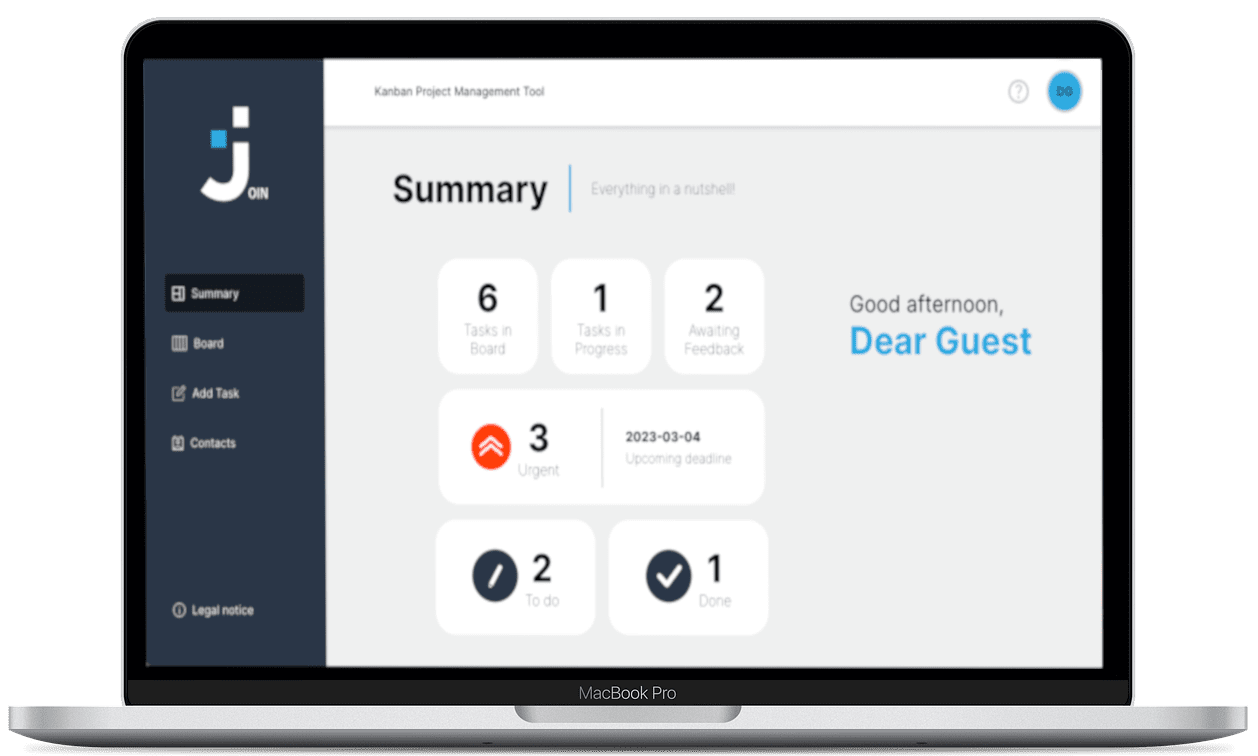 Kanban Project Management Tool
?
DG
J
OIN
Summary
Everything in a nutshell!
Summary
Board
Add Task
Contacts
Legal notice
6
Tasks in
Board
1
Tasks in
Progress
2
Awaiting
Feedback
Good afternoon,
Dear Guest
3
Urgent
2023-03-04
Upcoming deadline
2
To do
1
Done
MacBook Pro